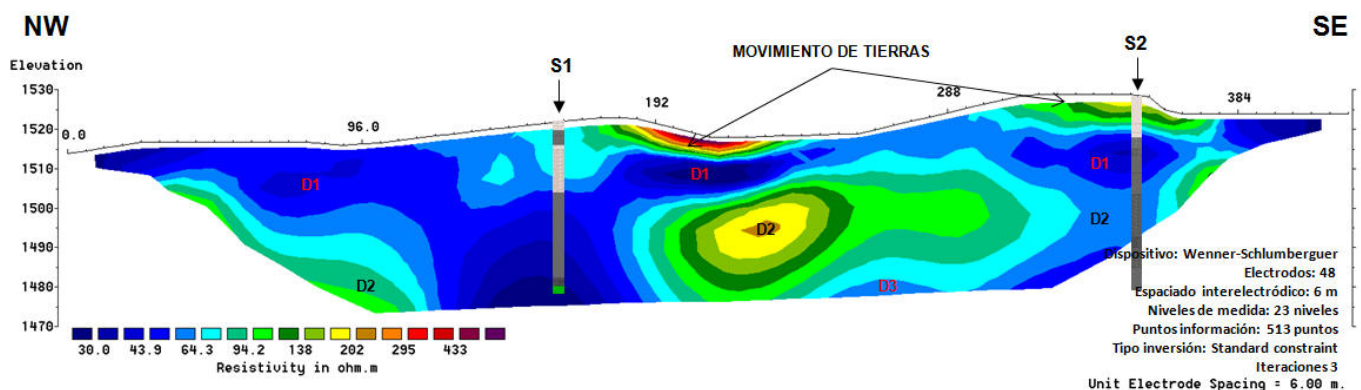 NW
SE
S1
S2
MOVIMIENTO DE TIERRAS
Elevation
1530
1520
1510
1500
1490
1480
1470
0.0
96.0
192
288
384
D1
D1
D1
D2
D2
D2
D3
30.0 43.9 64.3 94.2 138 202 295 433
Resistivity in ohm.m
Dispositivo: Wenner-Schlumberguer
Electrodos: 48
Espaciado interelectródico: 6 m
Niveles de medida: 23 niveles
Puntos información: 513 puntos
Tipo inversión: Standard constraint
Iteraciones 3
Unit Electrode Spacing = 6.00 m.